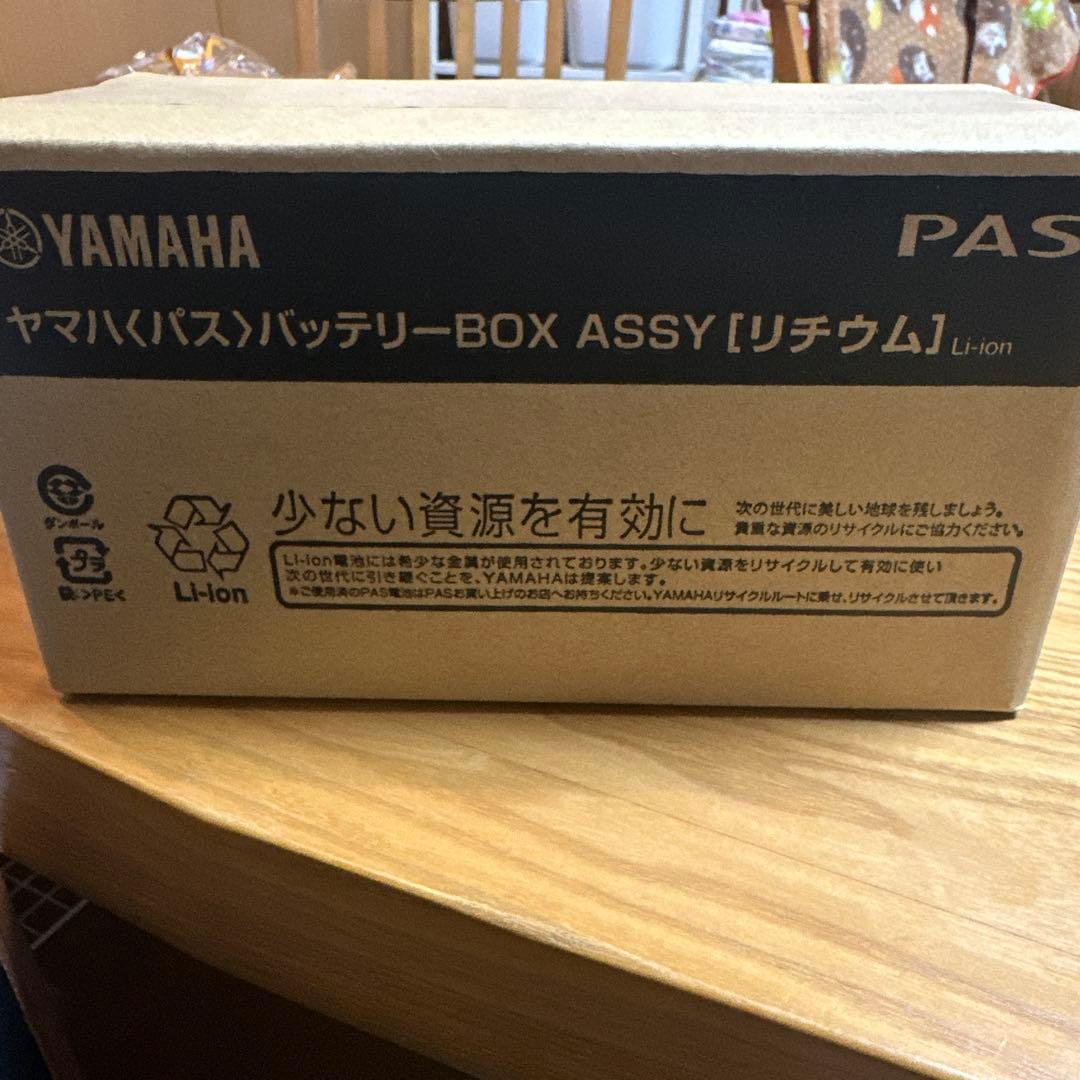 YAMAHA
PAS
ヤマハ〈パス〉バッテリーBOX ASSY [リチウム] Li-ion
ダンボール
プラ
>PE<
Li-ion
少ない資源を有効に
次の世代に美しい地球を残しましょう。
貴重な資源のリサイクルにご協力ください。
Li-ion電池には希少な金属が使用されております。少ない資源をリサイクルして有効に使い
次の世代に引き継ぐことを、YAMAHAは提案します。
※ご使用済のPAS電池はPASお買い上げのお店へお持ちください。YAMAHAリサイクルルートに乗せ、リサイクルさせて頂きます。